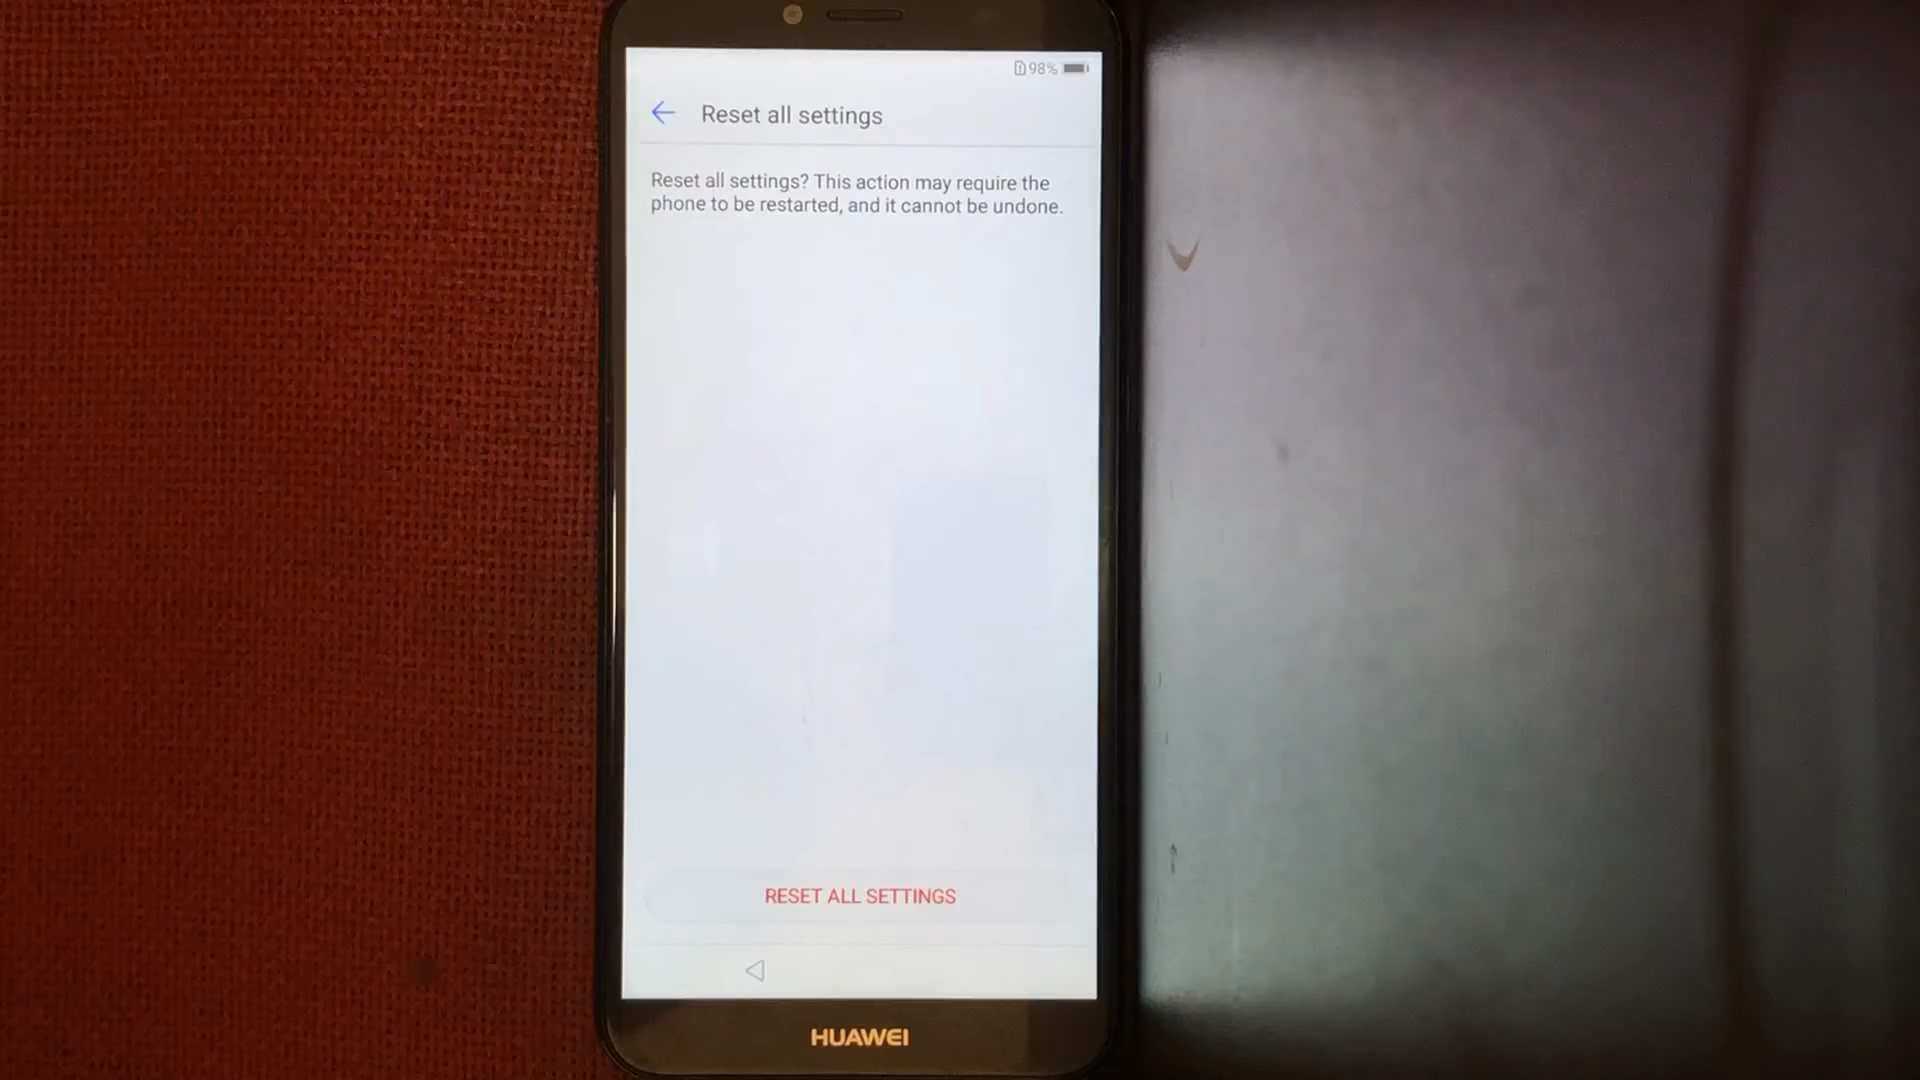 98%
Reset all settings
Reset all settings? This action may require the
phone to be restarted, and it cannot be undone.
RESET ALL SETTINGS
HUAWEI